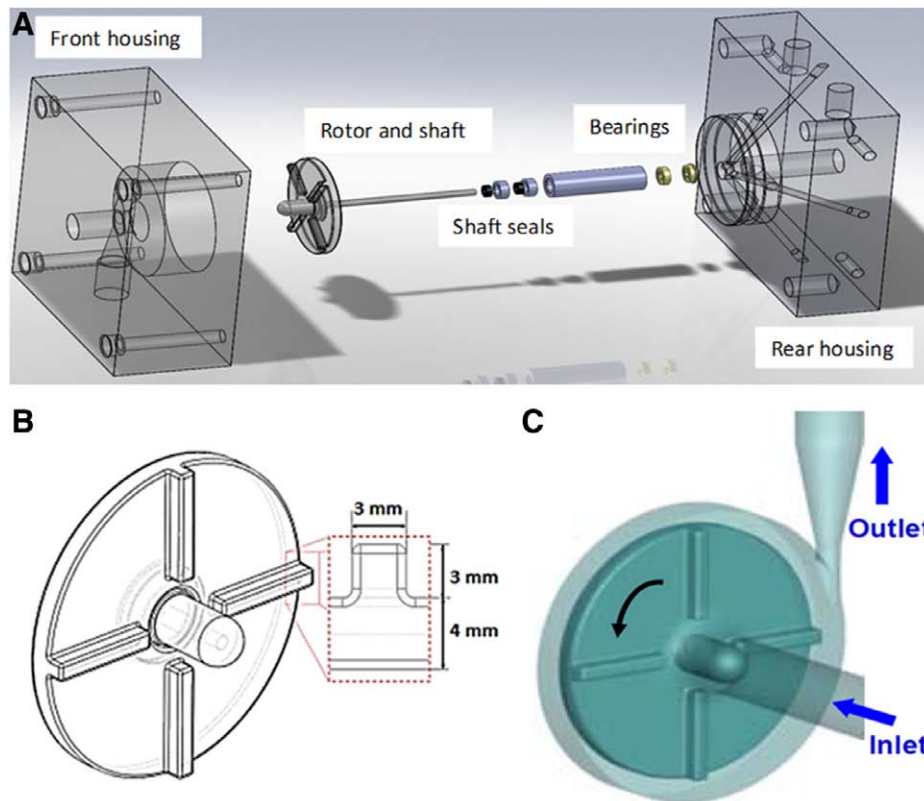 A
Front housing
Rotor and shaft
Bearings
Shaft seals
Rear housing
B
3 mm
3 mm
4 mm
C
Outlet
Inlet